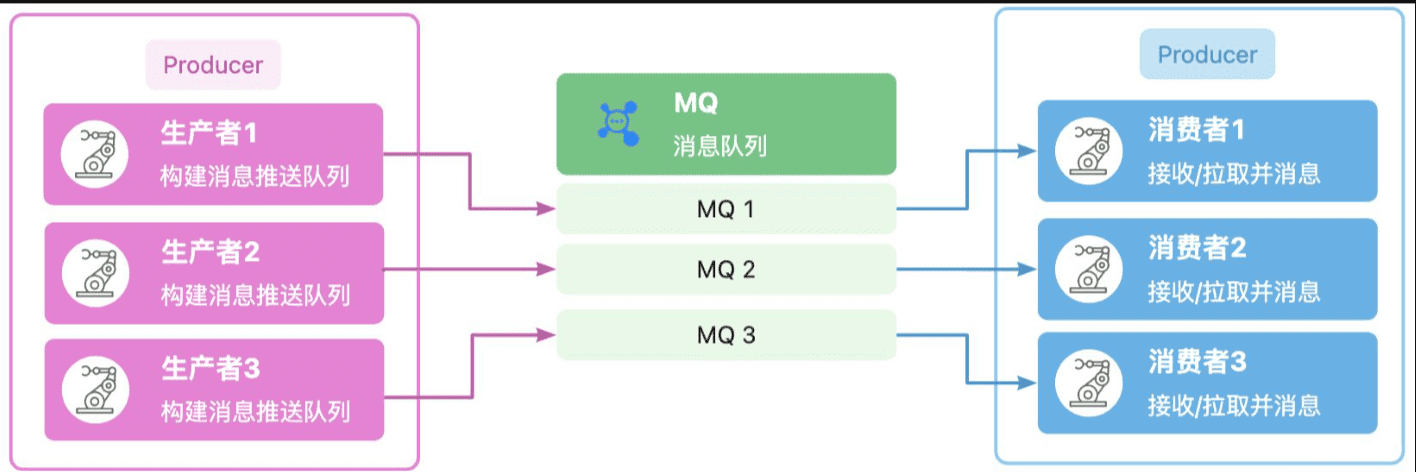 Producer
生产者1
构建消息推送队列
生产者2
构建消息推送队列
生产者3
构建消息推送队列
MQ
消息队列
MQ 1
MQ 2
MQ 3
Producer
消费者1
接收/拉取并消息
消费者2
接收/拉取并消息
消费者3
接收/拉取并消息